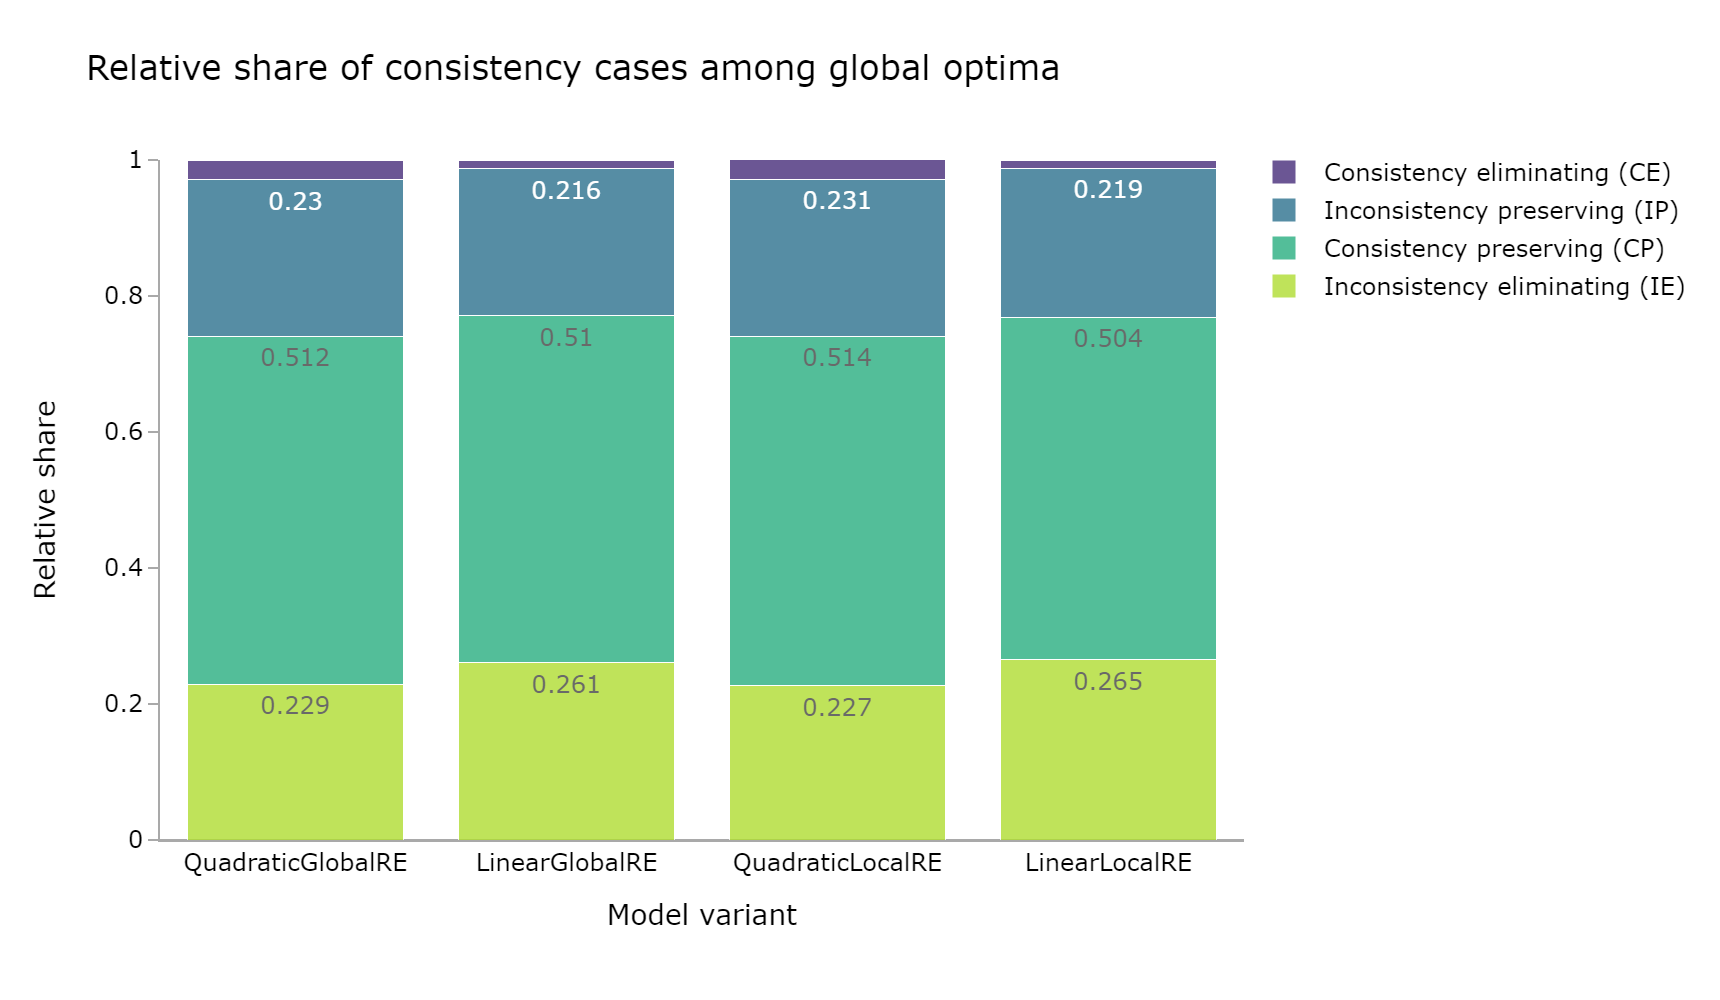 Relative share of consistency cases among global optima
Consistency eliminating (CE)
Inconsistency preserving (IP)
Consistency preserving (CP)
Inconsistency eliminating (IE)
Relative share
1
0.8
0.6
0.4
0.2
0
0.23
0.216
0.231
0.219
0.512
0.51
0.514
0.504
0.229
0.261
0.227
0.265
QuadraticGlobalRE
LinearGlobalRE
QuadraticLocalRE
LinearLocalRE
Model variant